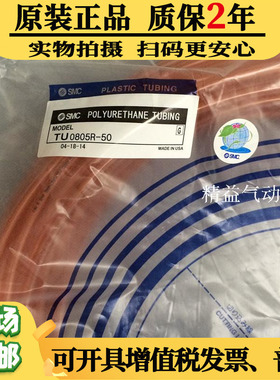 原装正品 质保2年
实物拍摄 扫码更安心
SMC PLASTIC TUBING
SMC POLYURETHANE TUBING
MODEL
G
TU0805R-50
04-18-14
MADE IN USA
SMC
精益气动
可开具增值税发票、